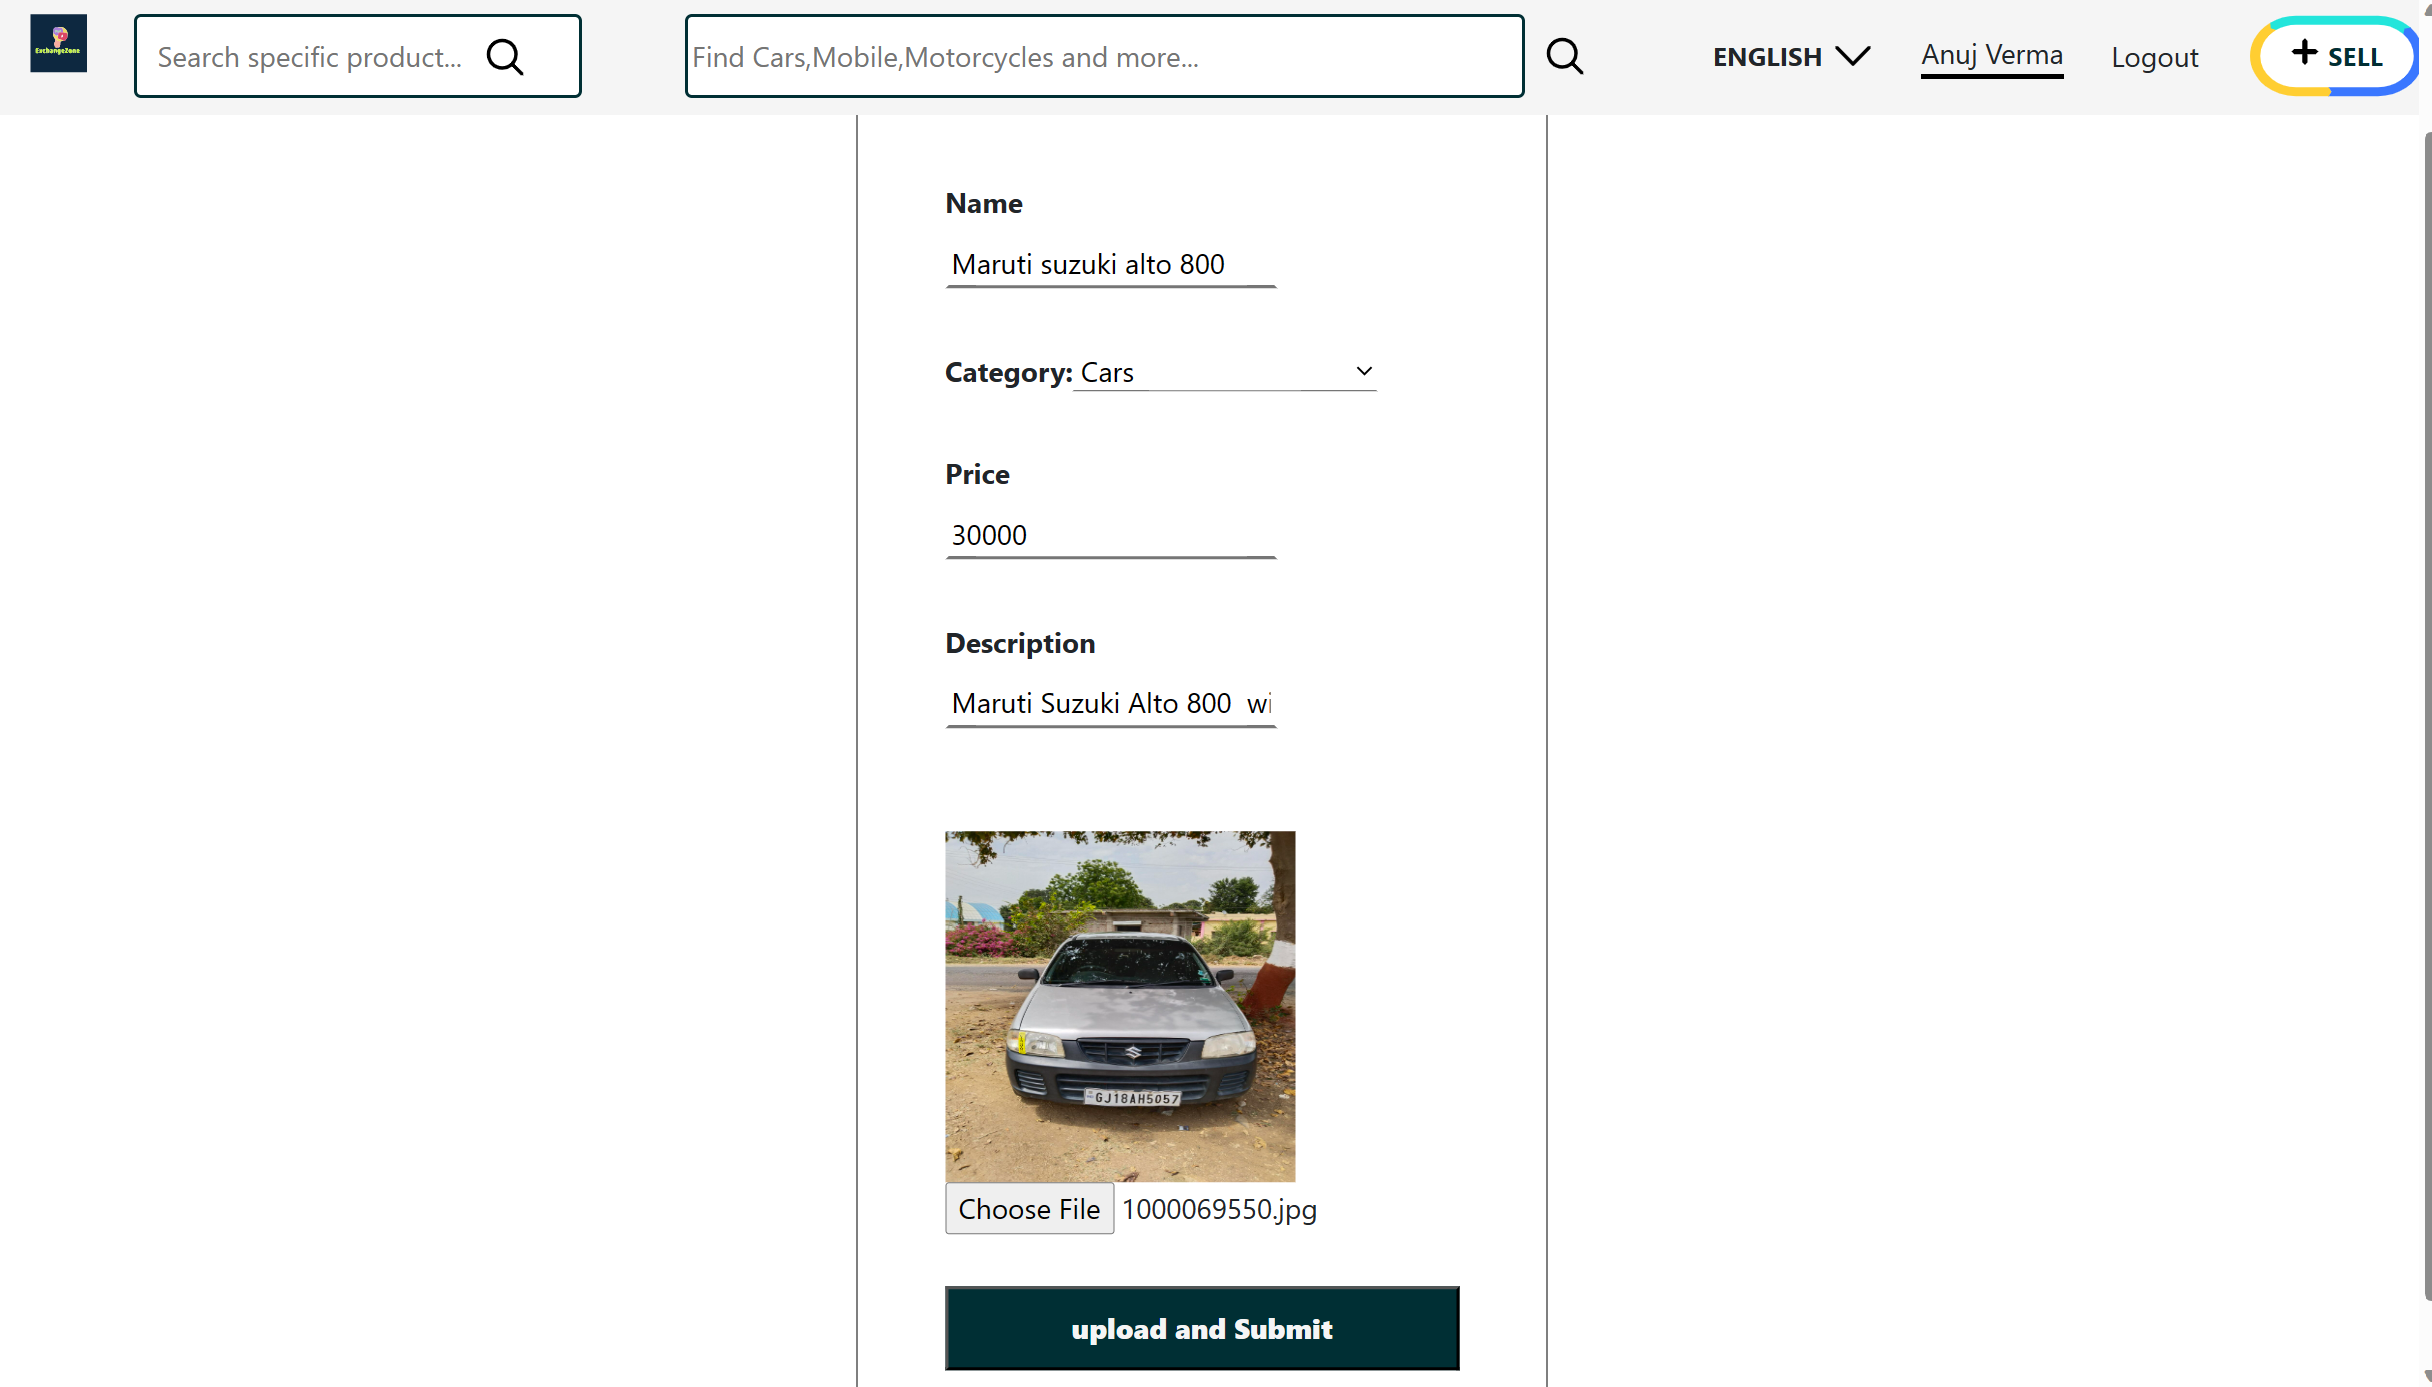 ExchangeZone
Search specific product...
Find Cars,Mobile,Motorcycles and more...
ENGLISH
Anuj Verma
Logout
+ SELL
Name
Maruti suzuki alto 800
Category: Cars
Price
30000
Description
Maruti Suzuki Alto 800  wi
GJ18AH5057
Choose File 1000069550.jpg
upload and Submit